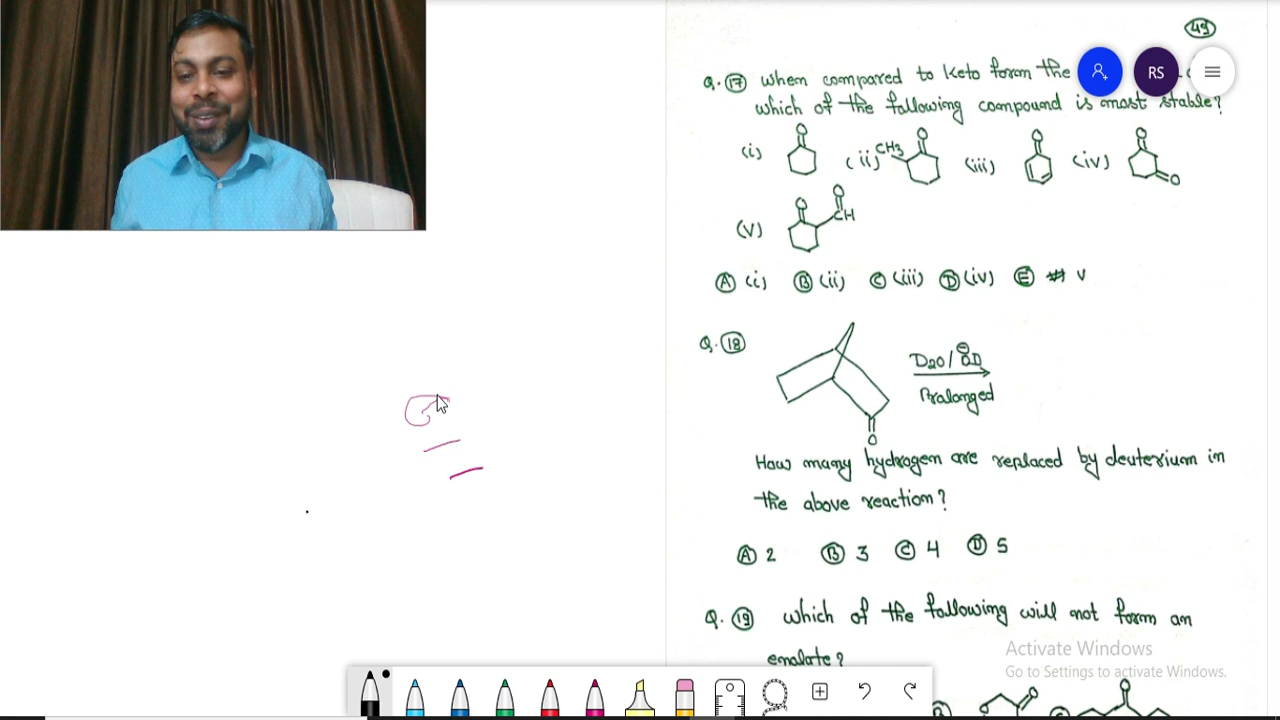 49
Q. 17 When compared to Keto form the
which of the following compound is most stable?
(i) O (ii) CH3 O (iii) O (iv) O O
(V) O O CH
A (i) B (ii) C (iii) D (iv) E V
RS
Q. 18
D2O/ OD
Prolonged
O
How many hydrogen are replaced by deuterium in
the above reaction?
A 2 B 3 C 4 D 5
Q. 19 Which of the following will not form an
enolate?
Activate Windows
Go to Settings to activate Windows.